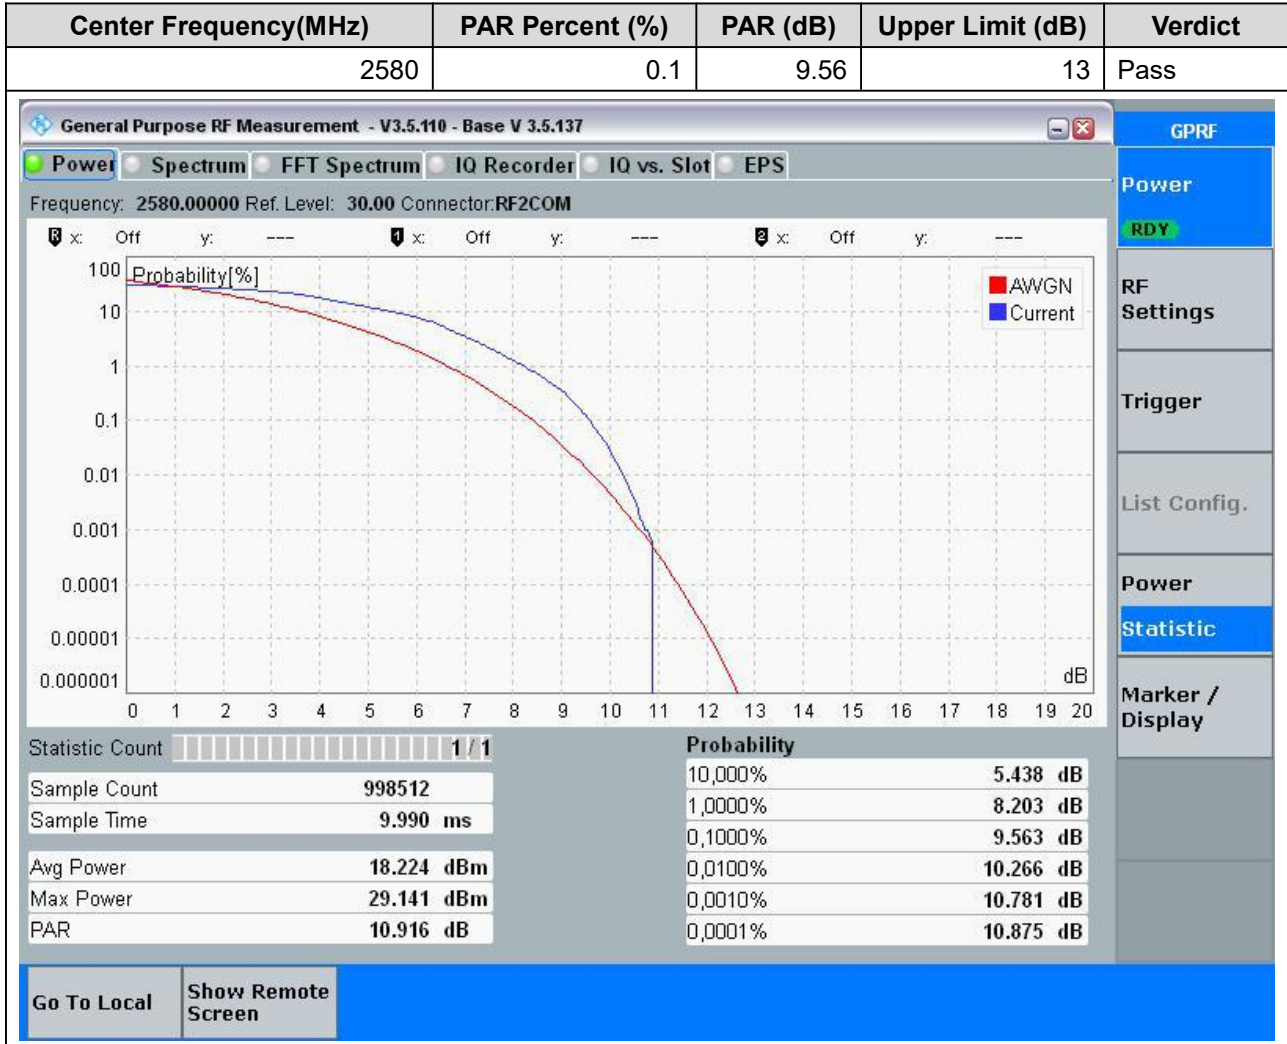 Center Frequency(MHz) PAR Percent (%) PAR (dB) Upper Limit (dB) Verdict
2580 0.1 9.56 13 Pass
General Purpose RF Measurement - V3.5.110 - Base V 3.5.137
GPRF
Power Spectrum FFT Spectrum IQ Recorder IQ vs. Slot EPS
Frequency: 2580.00000 Ref. Level: 30.00 Connector:RF2COM
R x: Off y: --- 1 x: Off y: --- 2 x: Off y: ---
Probability[%]
AWGN
Current
100
10
1
0.1
0.01
0.001
0.0001
0.00001
0.000001
dB
0 1 2 3 4 5 6 7 8 9 10 11 12 13 14 15 16 17 18 19 20
Statistic Count 1 / 1
Sample Count 998512
Sample Time 9.990 ms
Avg Power 18.224 dBm
Max Power 29.141 dBm
PAR 10.916 dB
Probability
10,000% 5.438 dB
1,0000% 8.203 dB
0,1000% 9.563 dB
0,0100% 10.266 dB
0,0010% 10.781 dB
0,0001% 10.875 dB
Power
RDY
RF
Settings
Trigger
List Config.
Power
Statistic
Marker /
Display
Go To Local
Show Remote
Screen